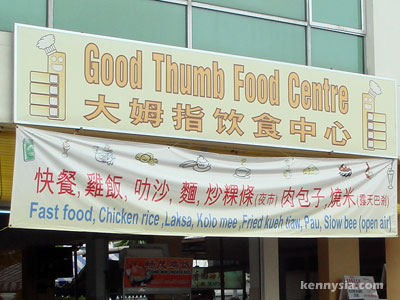 Good Thumb Food Centre
大姆指饮食中心
快餐, 雞飯, 叻沙, 麵, 炒粿條(夜市) 肉包子, 燒米(露天巴刹)
Fast food, Chicken rice, Laksa, Kolo mee, Fried kueh tiaw, Pau, Siow bee (open air)
kennysia.com